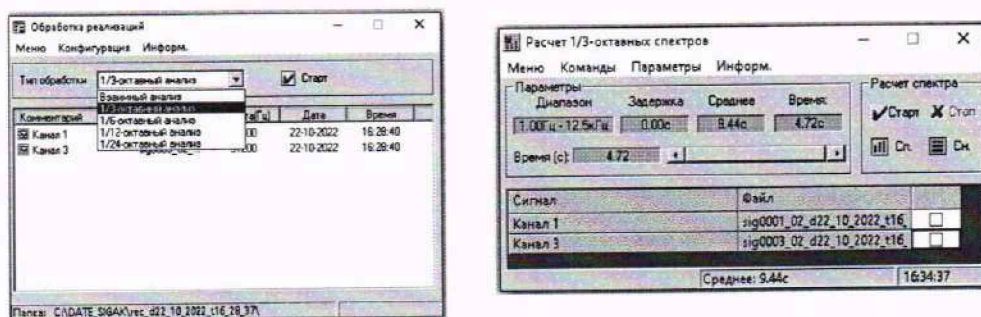 Обработка реализаций
Меню Конфигурация Информ.
Тип обработки 1/3-октавный анализ Старт
Взаимный анализ
1/3-октавный анализ
1/6-октавный анализ
1/12-октавный анализ
1/24-октавный анализ
Комментарий Дата Время
Канал 1 22-10-2022 16:28:40
Канал 3 22-10-2022 16:28:40
Папка: C:\DATE_SIGAK\rec_d22_10_2022_t16_28_37\
Расчет 1/3-октавных спектров
Меню Команды Параметры Информ.
Параметры
Диапазон Задержка Среднее Время:
1.00Гц - 12.5кГц 0.00с 9.44с 4.72с
Время (с): 4.72
Расчет спектра
Старт Стоп
Сп. Сн.
Сигнал Файл
Канал 1 sig0001_02_d22_10_2022_t16_
Канал 3 sig0003_02_d22_10_2022_t16_
Среднее: 9.44с 16:34:37